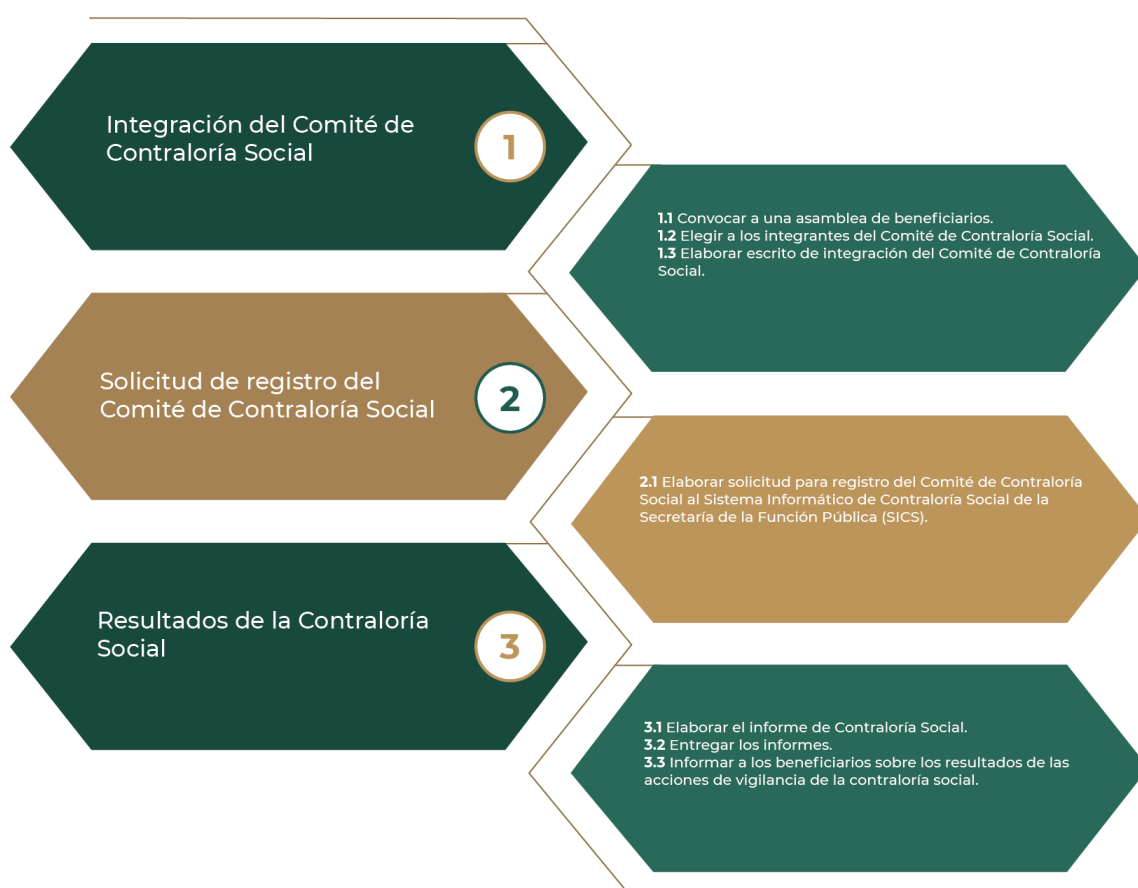 Integración del Comité de
Contraloría Social
1
1.1 Convocar a una asamblea de beneficiarios.
1.2 Elegir a los integrantes del Comité de Contraloría Social.
1.3 Elaborar escrito de integración del Comité de Contraloría
Social.
Solicitud de registro del
Comité de Contraloría Social
2
2.1 Elaborar solicitud para registro del Comité de Contraloría
Social al Sistema Informático de Contraloría Social de la
Secretaría de la Función Pública (SICS).
Resultados de la Contraloría
Social
3
3.1 Elaborar el informe de Contraloría Social.
3.2 Entregar los informes.
3.3 Informar a los beneficiarios sobre los resultados de las
acciones de vigilancia de la contraloría social.